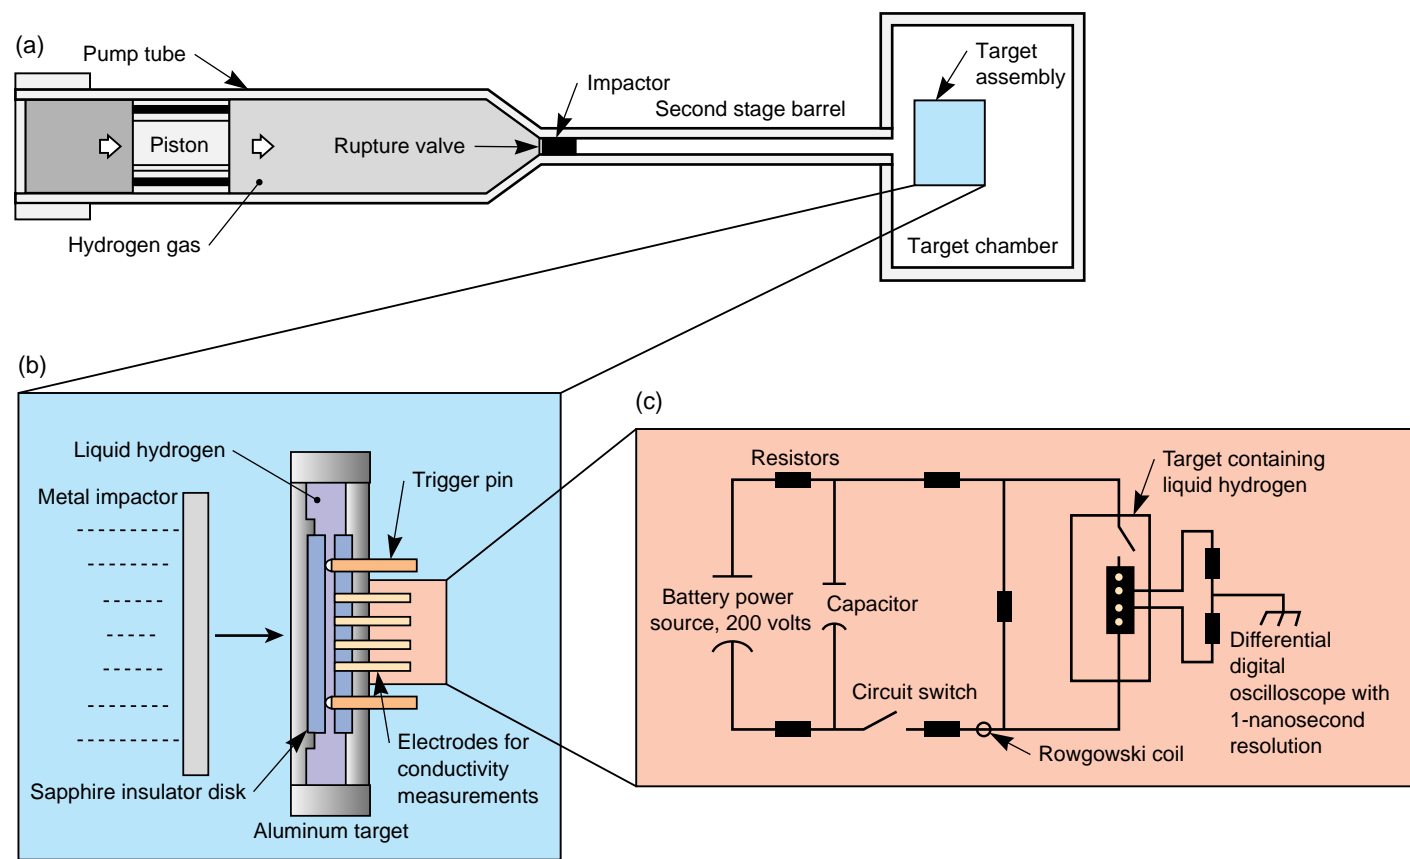 (a)
Pump tube
Impactor
Second stage barrel
Target
assembly
Piston
Rupture valve
Hydrogen gas
Target chamber
(b)
Liquid hydrogen
Trigger pin
Metal impactor
Electrodes for
conductivity
measurements
Sapphire insulator disk
Aluminum target
(c)
Resistors
Target containing
liquid hydrogen
Battery power
source, 200 volts
Capacitor
Circuit switch
Rowgowski coil
Differential
digital
oscilloscope with
1-nanosecond
resolution